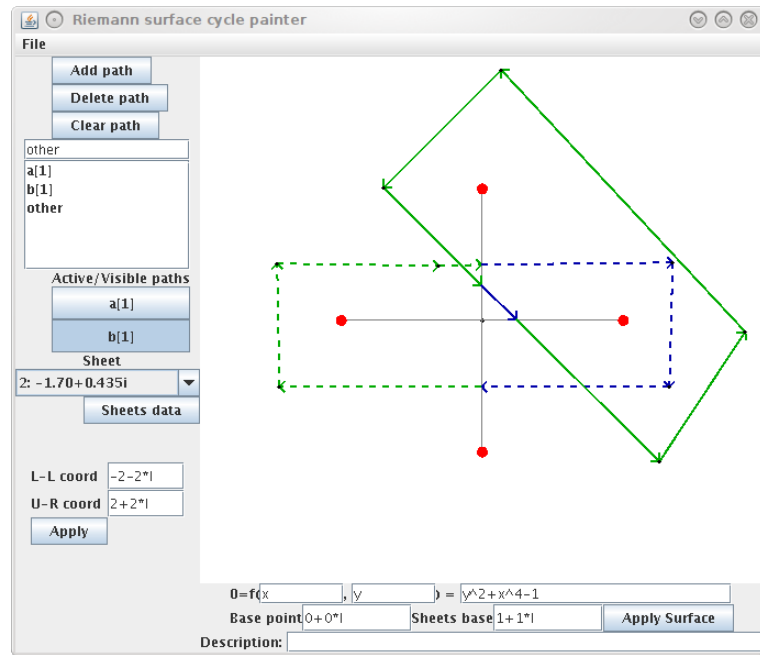 Riemann surface cycle painter
File
Add path
Delete path
Clear path
other
a[1]
b[1]
other
Active/Visible paths
a[1]
b[1]
Sheet
2: -1.70+0.435i
Sheets data
L-L coord -2-2*I
U-R coord 2+2*I
Apply
0=f(x , y ) = y^2+x^4-1
Base point 0+0*I Sheets base 1+1*I Apply Surface
Description: